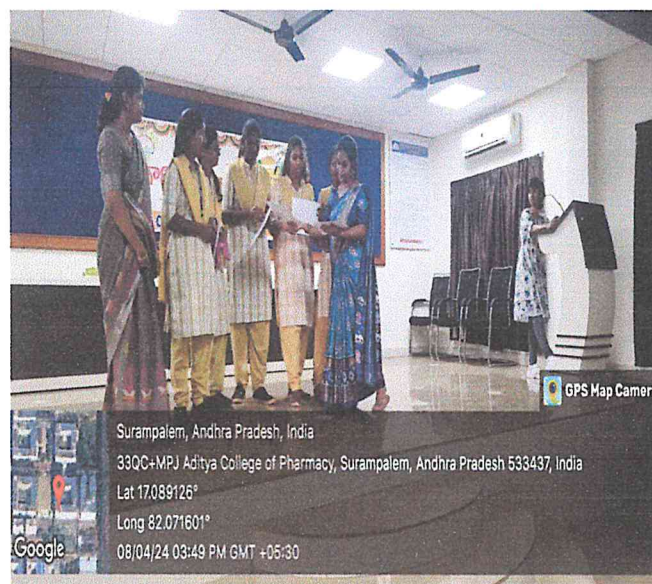 GPS Map Camer
Surampalem, Andhra Pradesh, India
33QC+MPJ Aditya College of Pharmacy, Surampalem, Andhra Pradesh 533437, India
Lat 17.089126°
Long 82.071601°
08/04/24 03:49 PM GMT +05:30
Google